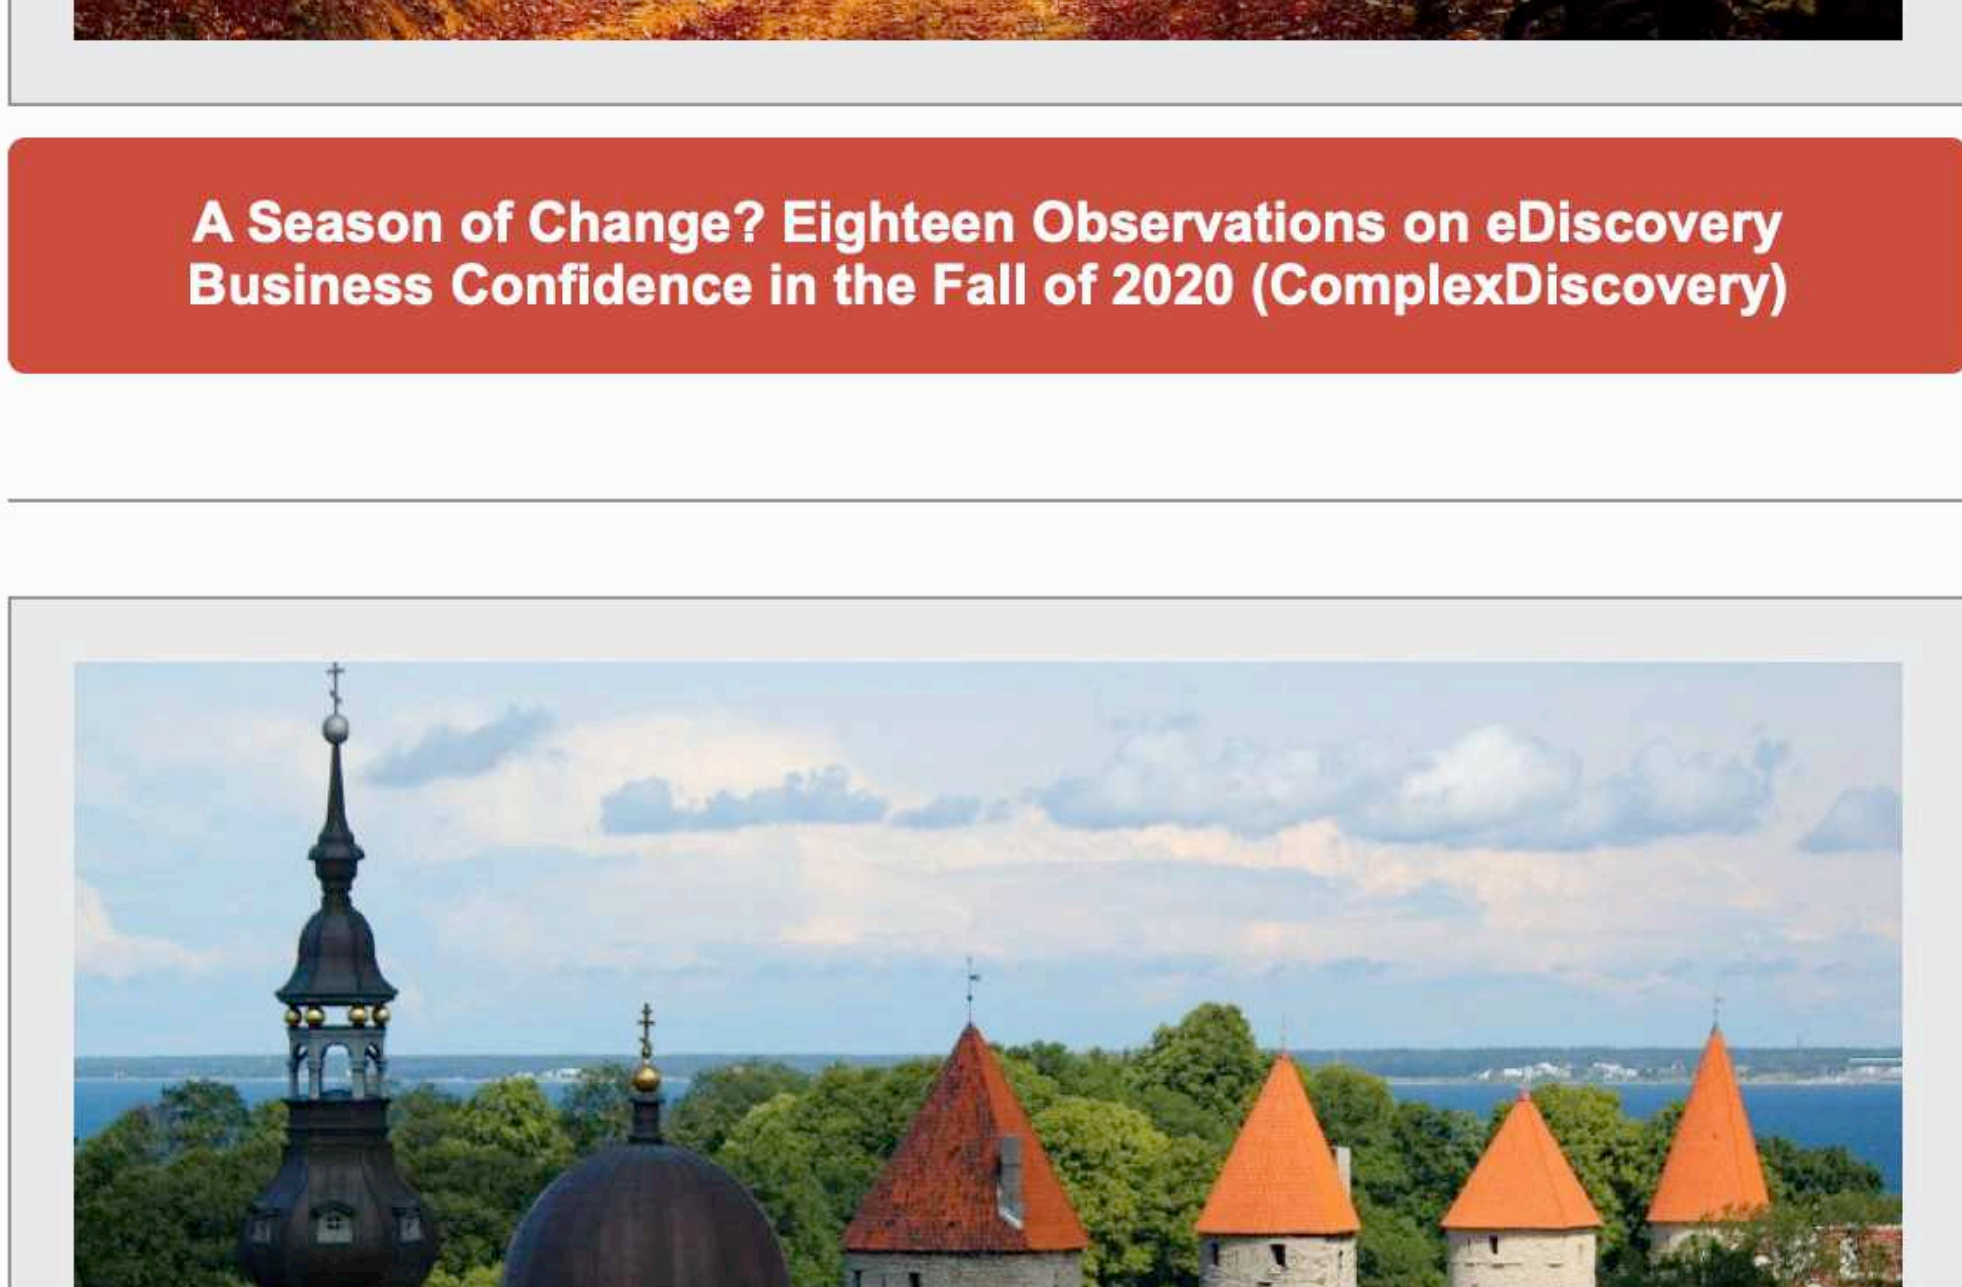 A Season of Change? Eighteen Observations on eDiscovery
Business Confidence in the Fall of 2020 (ComplexDiscovery)